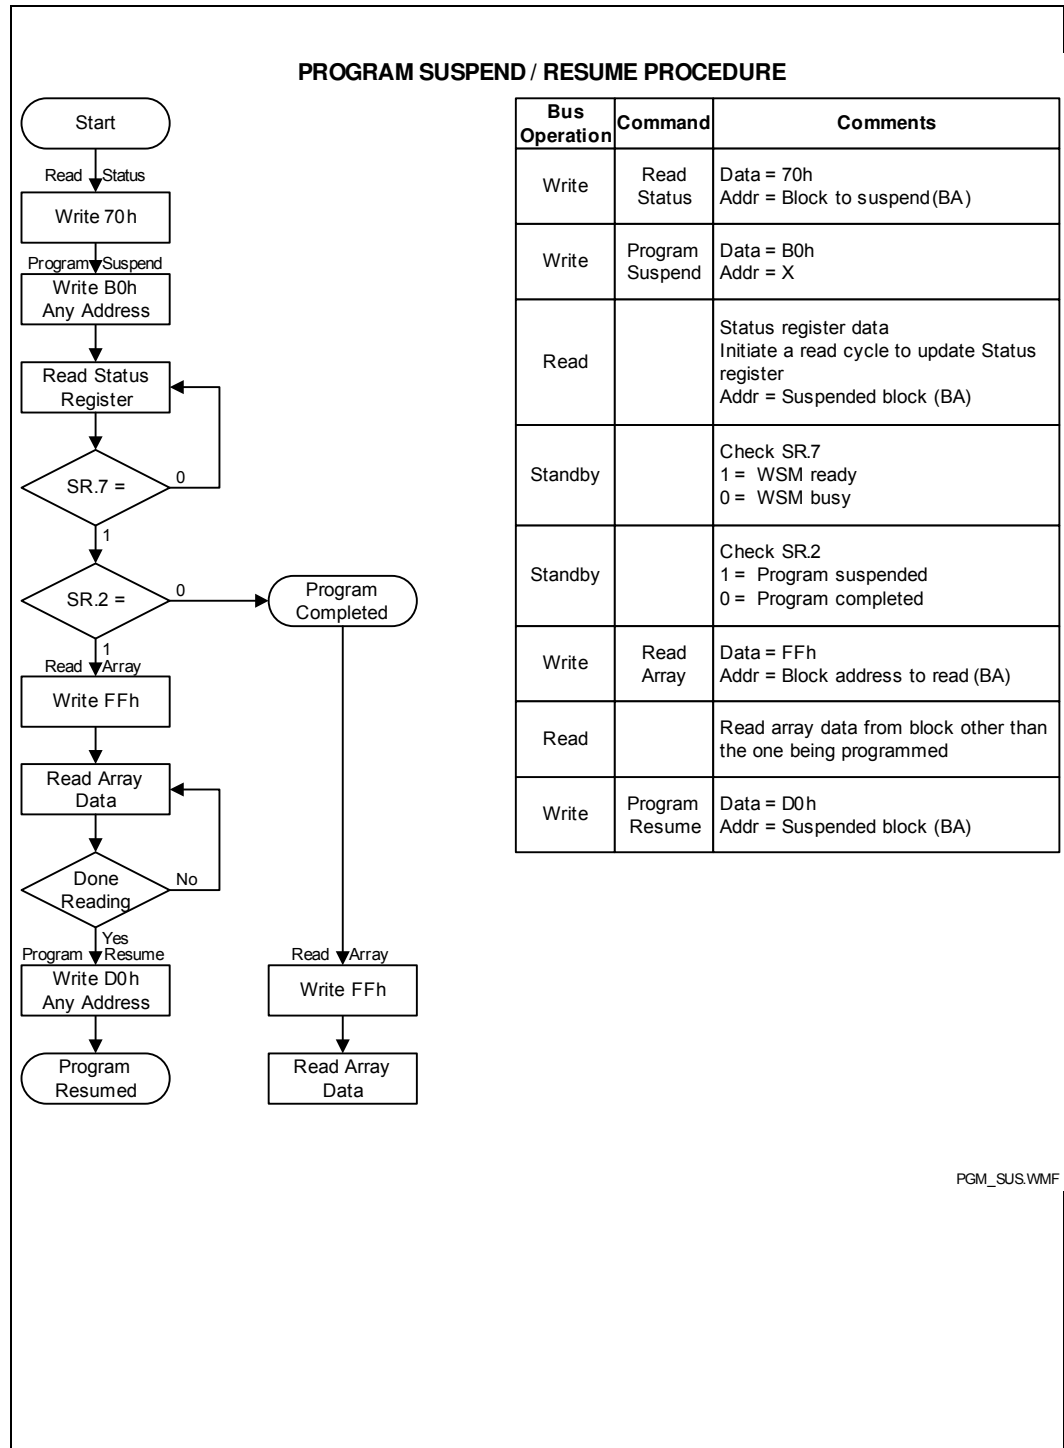 PROGRAM SUSPEND / RESUME PROCEDURE
Start
Read Status
Write 70h
Program Suspend
Write B0h
Any Address
Read Status
Register
SR.7 =
0
1
SR.2 =
0
Program
Completed
1
Read Array
Write FFh
Read Array
Data
Done
Reading
No
Yes
Program Resume
Write D0h
Any Address
Program
Resumed
Read Array
Write FFh
Read Array
Data
Bus
Operation
Command
Comments
Write
Read
Status
Data = 70h
Addr = Block to suspend (BA)
Write
Program
Suspend
Data = B0h
Addr = X
Read
Status register data
Initiate a read cycle to update Status
register
Addr = Suspended block (BA)
Standby
Check SR.7
1 = WSM ready
0 = WSM busy
Standby
Check SR.2
1 = Program suspended
0 = Program completed
Write
Read
Array
Data = FFh
Addr = Block address to read (BA)
Read
Read array data from block other than
the one being programmed
Write
Program
Resume
Data = D0h
Addr = Suspended block (BA)
PGM_SUS.WMF